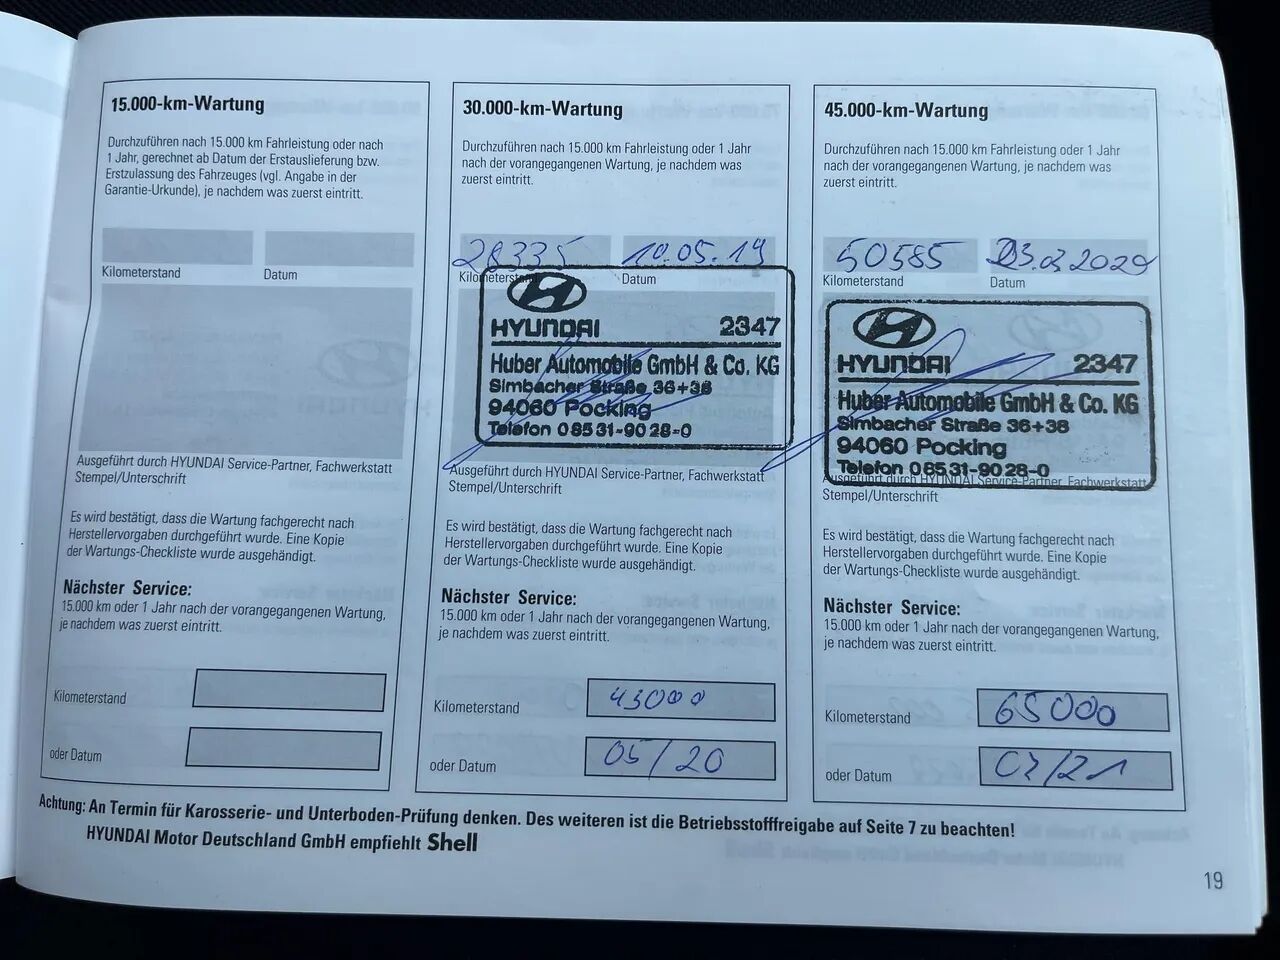 15.000-km-Wartung
Durchzuführen nach 15.000 km Fahrleistung oder nach
1 Jahr, gerechnet ab Datum der Erstauslieferung bzw.
Erstzulassung des Fahrzeuges (vgl. Angabe in der
Garantie-Urkunde), je nachdem was zuerst eintritt.
Kilometerstand
Datum
Ausgeführt durch HYUNDAI Service-Partner, Fachwerkstatt
Stempel/Unterschrift
Es wird bestätigt, dass die Wartung fachgerecht nach
Herstellervorgaben durchgeführt wurde. Eine Kopie
der Wartungs-Checkliste wurde ausgehändigt.
Nächster Service:
15.000 km oder 1 Jahr nach der vorangegangenen Wartung,
je nachdem was zuerst eintritt.
Kilometerstand
oder Datum
30.000-km-Wartung
Durchzuführen nach 15.000 km Fahrleistung oder 1 Jahr
nach der vorangegangenen Wartung, je nachdem was
zuerst eintritt.
28335
10.05.19
Kilometerstand
Datum
HYUNDAI 2347
Huber Automobile GmbH & Co. KG
Simbacher Straße 36+38
94060 Pocking
Telefon 08531-9028-0
Ausgeführt durch HYUNDAI Service-Partner, Fachwerkstatt
Stempel/Unterschrift
Es wird bestätigt, dass die Wartung fachgerecht nach
Herstellervorgaben durchgeführt wurde. Eine Kopie
der Wartungs-Checkliste wurde ausgehändigt.
Nächster Service:
15.000 km oder 1 Jahr nach der vorangegangenen Wartung,
je nachdem was zuerst eintritt.
Kilometerstand 43000
oder Datum 05/20
45.000-km-Wartung
Durchzuführen nach 15.000 km Fahrleistung oder 1 Jahr
nach der vorangegangenen Wartung, je nachdem was
zuerst eintritt.
50585
Kilometerstand
Datum
HYUNDAI 2347
Huber Automobile GmbH & Co. KG
Simbacher Straße 36+38
94060 Pocking
Telefon 08531-9028-0
Ausgeführt durch HYUNDAI Service-Partner, Fachwerkstatt
Stempel/Unterschrift
Es wird bestätigt, dass die Wartung fachgerecht nach
Herstellervorgaben durchgeführt wurde. Eine Kopie
der Wartungs-Checkliste wurde ausgehändigt.
Nächster Service:
15.000 km oder 1 Jahr nach der vorangegangenen Wartung,
je nachdem was zuerst eintritt.
Kilometerstand 65000
oder Datum
Achtung: An Termin für Karosserie- und Unterboden-Prüfung denken. Des weiteren ist die Betriebsstofffreigabe auf Seite 7 zu beachten!
HYUNDAI Motor Deutschland GmbH empfiehlt Shell
19